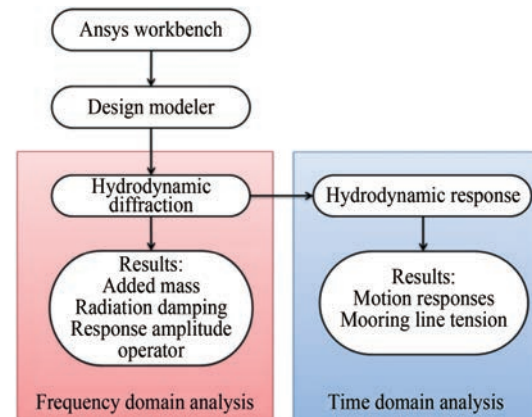 Ansys workbench
Design modeler
Hydrodynamic
diffraction
Hydrodynamic response
Results:
Added mass
Radiation damping
Response amplitude
operator
Results:
Motion responses
Mooring line tension
Frequency domain analysis
Time domain analysis